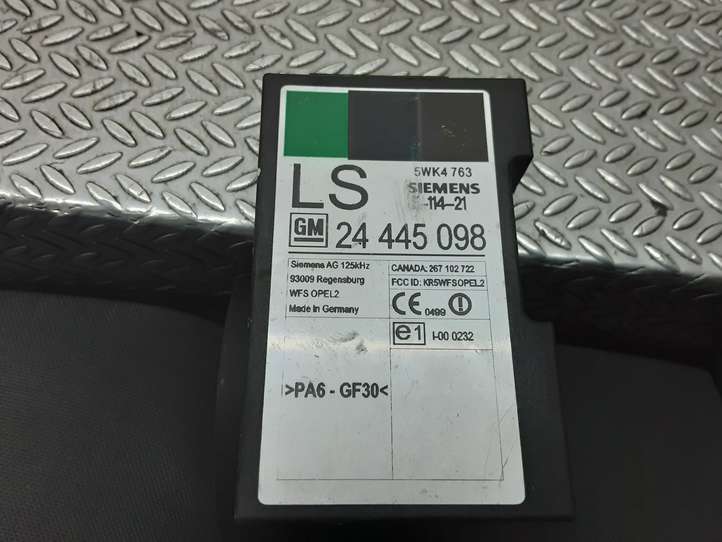 5WK4 763
LS SIEMENS
-114-21
GM 24 445 098
Siemens AG 125kHz
93009 Regensburg
WFS OPEL2
Made in Germany
CANADA: 267 102 722
FCC ID: KR5WFSOPEL2
CE 0499
e1 I-00 0232
>PA6 - GF30<